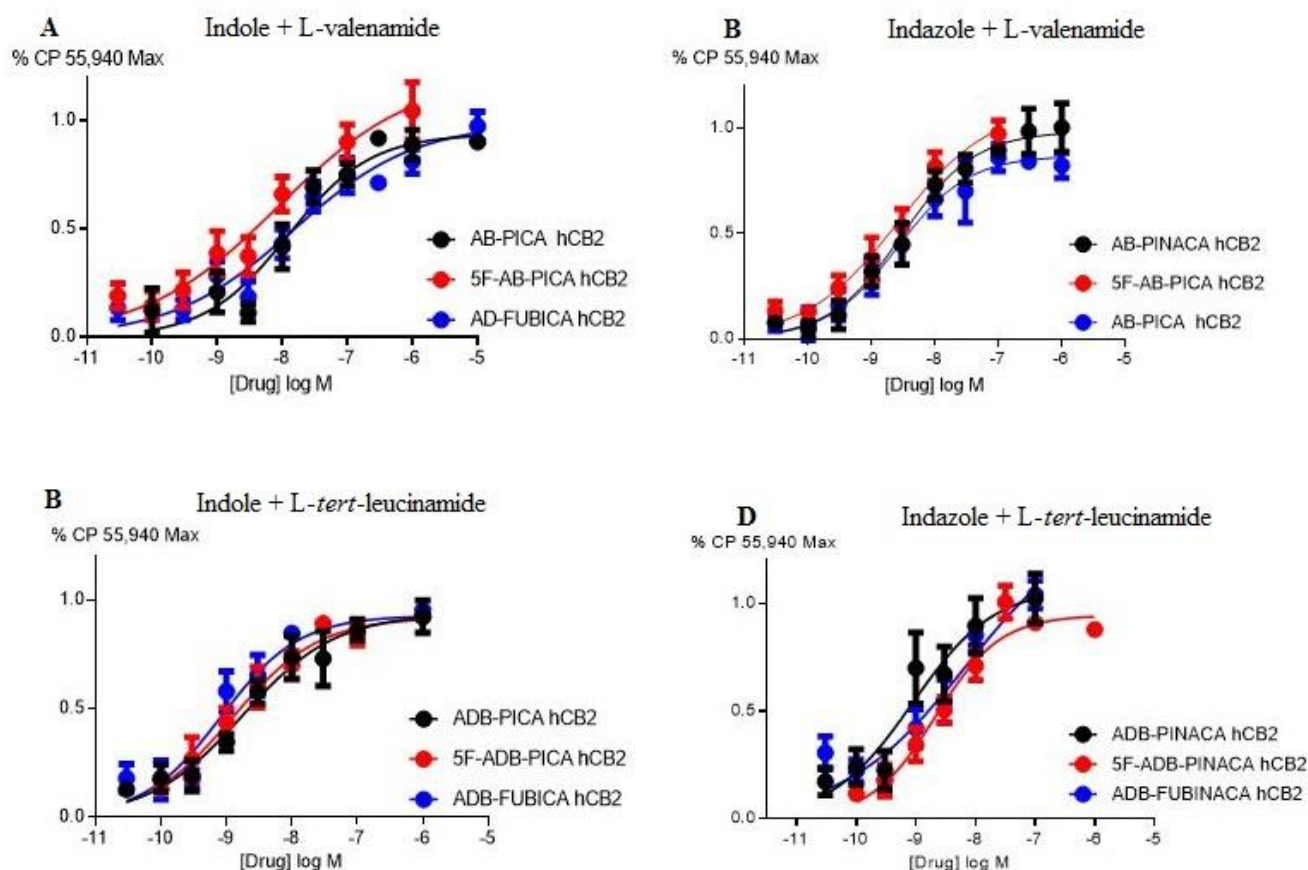 A
Indole + L-valenamide
% CP 55,940 Max
1.0
0.5
0.0
AB-PICA hCB2
5F-AB-PICA hCB2
AD-FUBICA hCB2
-11 -10 -9 -8 -7 -6 -5
[Drug] log M
B
Indazole + L-valenamide
% CP 55,940 Max
1.0
0.5
0.0
AB-PINACA hCB2
5F-AB-PICA hCB2
AB-PICA hCB2
-11 -10 -9 -8 -7 -6 -5
[Drug] log M
B
Indole + L-tert-leucinamide
% CP 55,940 Max
1.0
0.5
0.0
ADB-PICA hCB2
5F-ADB-PICA hCB2
ADB-FUBICA hCB2
-11 -10 -9 -8 -7 -6 -5
[Drug] log M
D
Indazole + L-tert-leucinamide
% CP 55,940 Max
1.0
0.5
0.0
ADB-PINACA hCB2
5F-ADB-PINACA hCB2
ADB-FUBINACA hCB2
-11 -10 -9 -8 -7 -6 -5
[Drug] log M